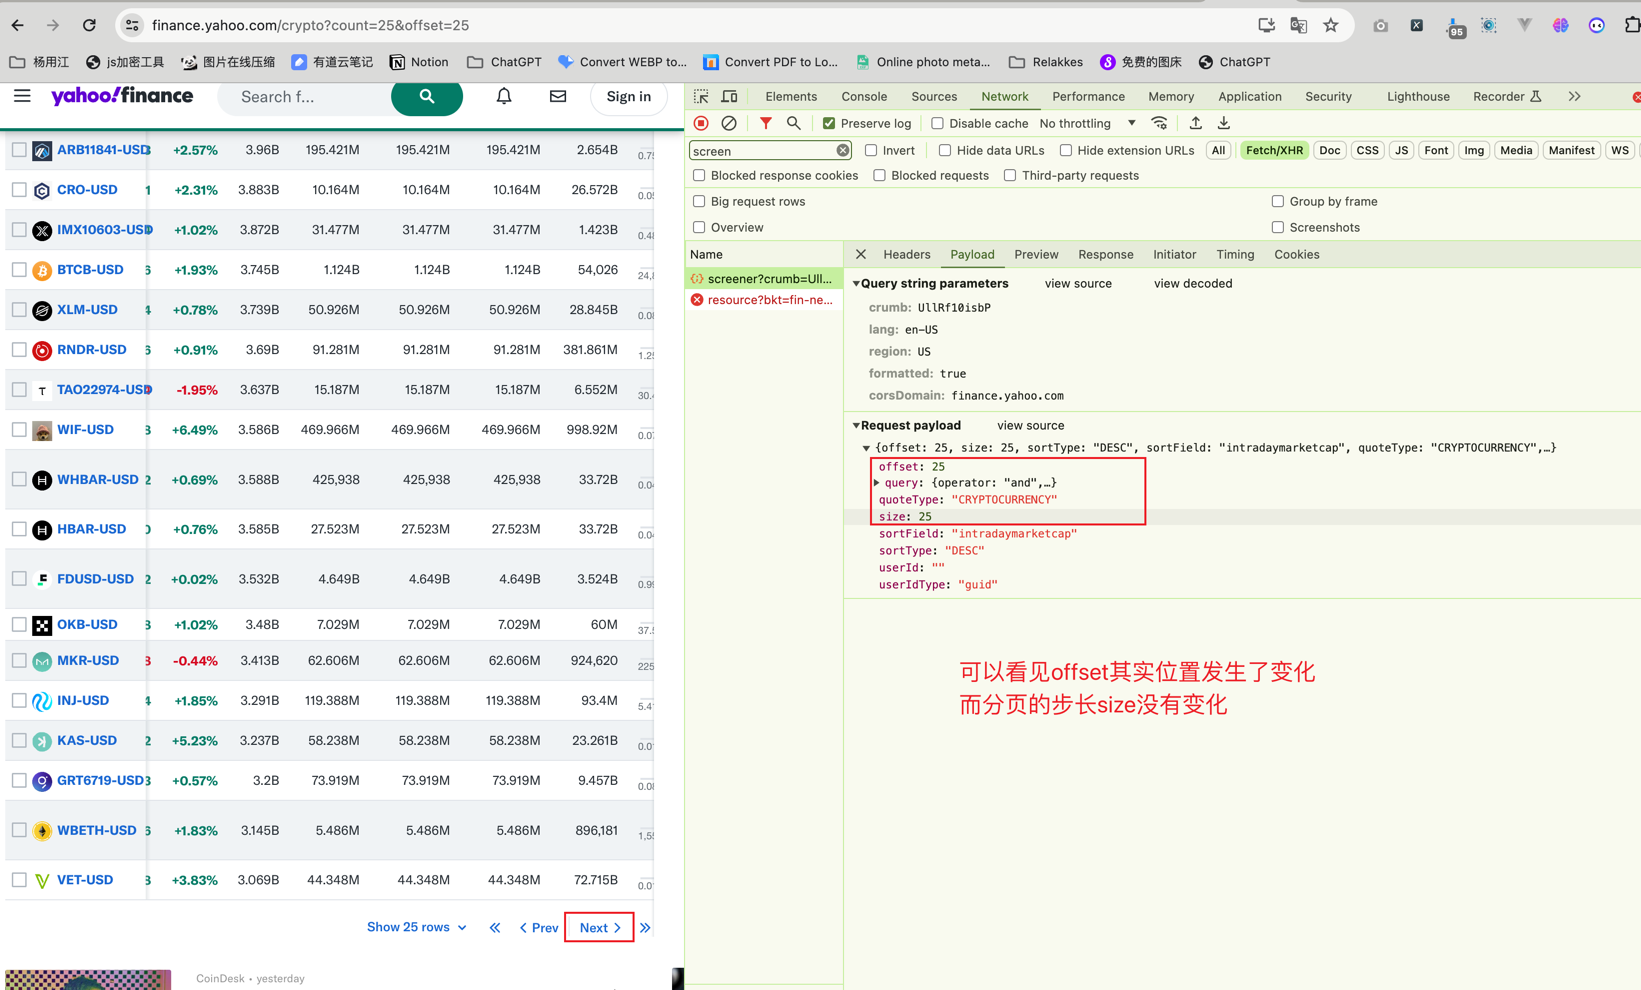 finance.yahoo.com/crypto?count=25&offset=25
95
杨用江
js加密工具
图片在线压缩
有道云笔记
Notion
ChatGPT
Convert WEBP to...
Convert PDF to Lo...
Online photo meta...
Relakkes
免费的图床
ChatGPT
yahoo!finance
Search f...
Sign in
ARB11841-USD +2.57% 3.96B 195.421M 195.421M 195.421M 2.654B
CRO-USD 1 +2.31% 3.883B 10.164M 10.164M 10.164M 26.572B
IMX10603-USD +1.02% 3.872B 31.477M 31.477M 31.477M 1.423B
BTCB-USD 6 +1.93% 3.745B 1.124B 1.124B 1.124B 54,026
XLM-USD 4 +0.78% 3.739B 50.926M 50.926M 50.926M 28.845B
RNDR-USD 6 +0.91% 3.69B 91.281M 91.281M 91.281M 381.861M
TAO22974-USD -1.95% 3.637B 15.187M 15.187M 15.187M 6.552M
WIF-USD 3 +6.49% 3.586B 469.966M 469.966M 469.966M 998.92M
WHBAR-USD 2 +0.69% 3.588B 425,938 425,938 425,938 33.72B
HBAR-USD 0 +0.76% 3.585B 27.523M 27.523M 27.523M 33.72B
FDUSD-USD 2 +0.02% 3.532B 4.649B 4.649B 4.649B 3.524B
OKB-USD 3 +1.02% 3.48B 7.029M 7.029M 7.029M 60M
MKR-USD 3 -0.44% 3.413B 62.606M 62.606M 62.606M 924,620
INJ-USD 4 +1.85% 3.291B 119.388M 119.388M 119.388M 93.4M
KAS-USD 2 +5.23% 3.237B 58.238M 58.238M 58.238M 23.261B
GRT6719-USD +0.57% 3.2B 73.919M 73.919M 73.919M 9.457B
WBETH-USD 6 +1.83% 3.145B 5.486M 5.486M 5.486M 896,181
VET-USD 3 +3.83% 3.069B 44.348M 44.348M 44.348M 72.715B
Show 25 rows
Prev
Next
CoinDesk • yesterday
Elements Console Sources Network Performance Memory Application Security Lighthouse Recorder
Preserve log Disable cache No throttling
screen Invert Hide data URLs Hide extension URLs All Fetch/XHR Doc CSS JS Font Img Media Manifest WS
Blocked response cookies Blocked requests Third-party requests
Big request rows Group by frame
Overview Screenshots
Name
screener?crumb=Ull...
resource?bkt=fin-ne...
Headers Payload Preview Response Initiator Timing Cookies
Query string parameters view source view decoded
crumb: UllRf10isbP
lang: en-US
region: US
formatted: true
corsDomain: finance.yahoo.com
Request payload view source
{offset: 25, size: 25, sortType: "DESC", sortField: "intradaymarketcap", quoteType: "CRYPTOCURRENCY",…}
offset: 25
query: {operator: "and",…}
quoteType: "CRYPTOCURRENCY"
size: 25
sortField: "intradaymarketcap"
sortType: "DESC"
userId: ""
userIdType: "guid"
可以看见offset其实位置发生了变化
而分页的步长size没有变化